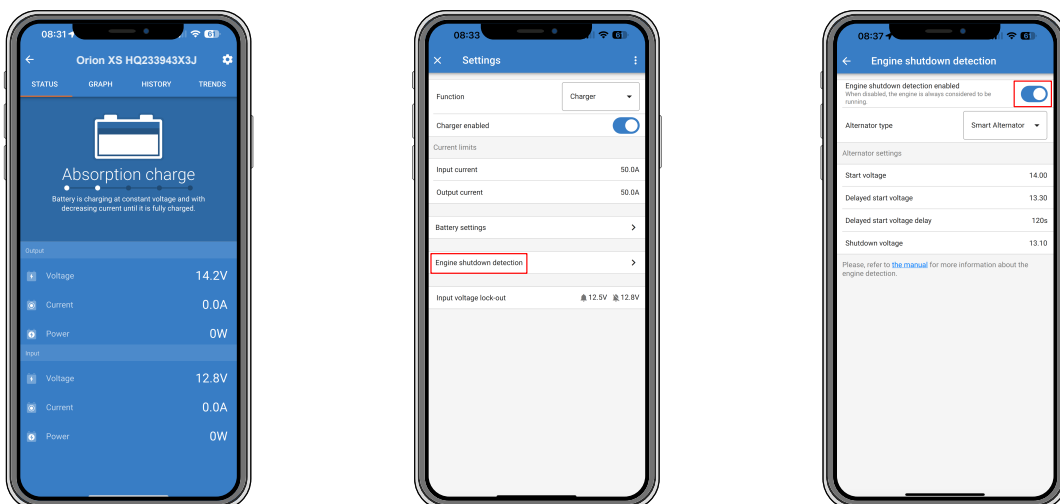 08:31
61
Orion XS HQ233943X3J
STATUS GRAPH HISTORY TRENDS
Absorption charge
Battery is charging at constant voltage and with
decreasing current until it is fully charged.
Output
Voltage 14.2V
Current 0.0A
Power 0W
Input
Voltage 12.8V
Current 0.0A
Power 0W
08:33
61
Settings
Function Charger
Charger enabled
Current limits
Input current 50.0A
Output current 50.0A
Battery settings
Engine shutdown detection
Input voltage lock-out 12.5V 12.8V
08:37
61
Engine shutdown detection
Engine shutdown detection enabled
When disabled, the engine is always considered to be
running.
Alternator type Smart Alternator
Alternator settings
Start voltage 14.00
Delayed start voltage 13.30
Delayed start voltage delay 120s
Shutdown voltage 13.10
Please, refer to the manual for more information about the
engine detection.